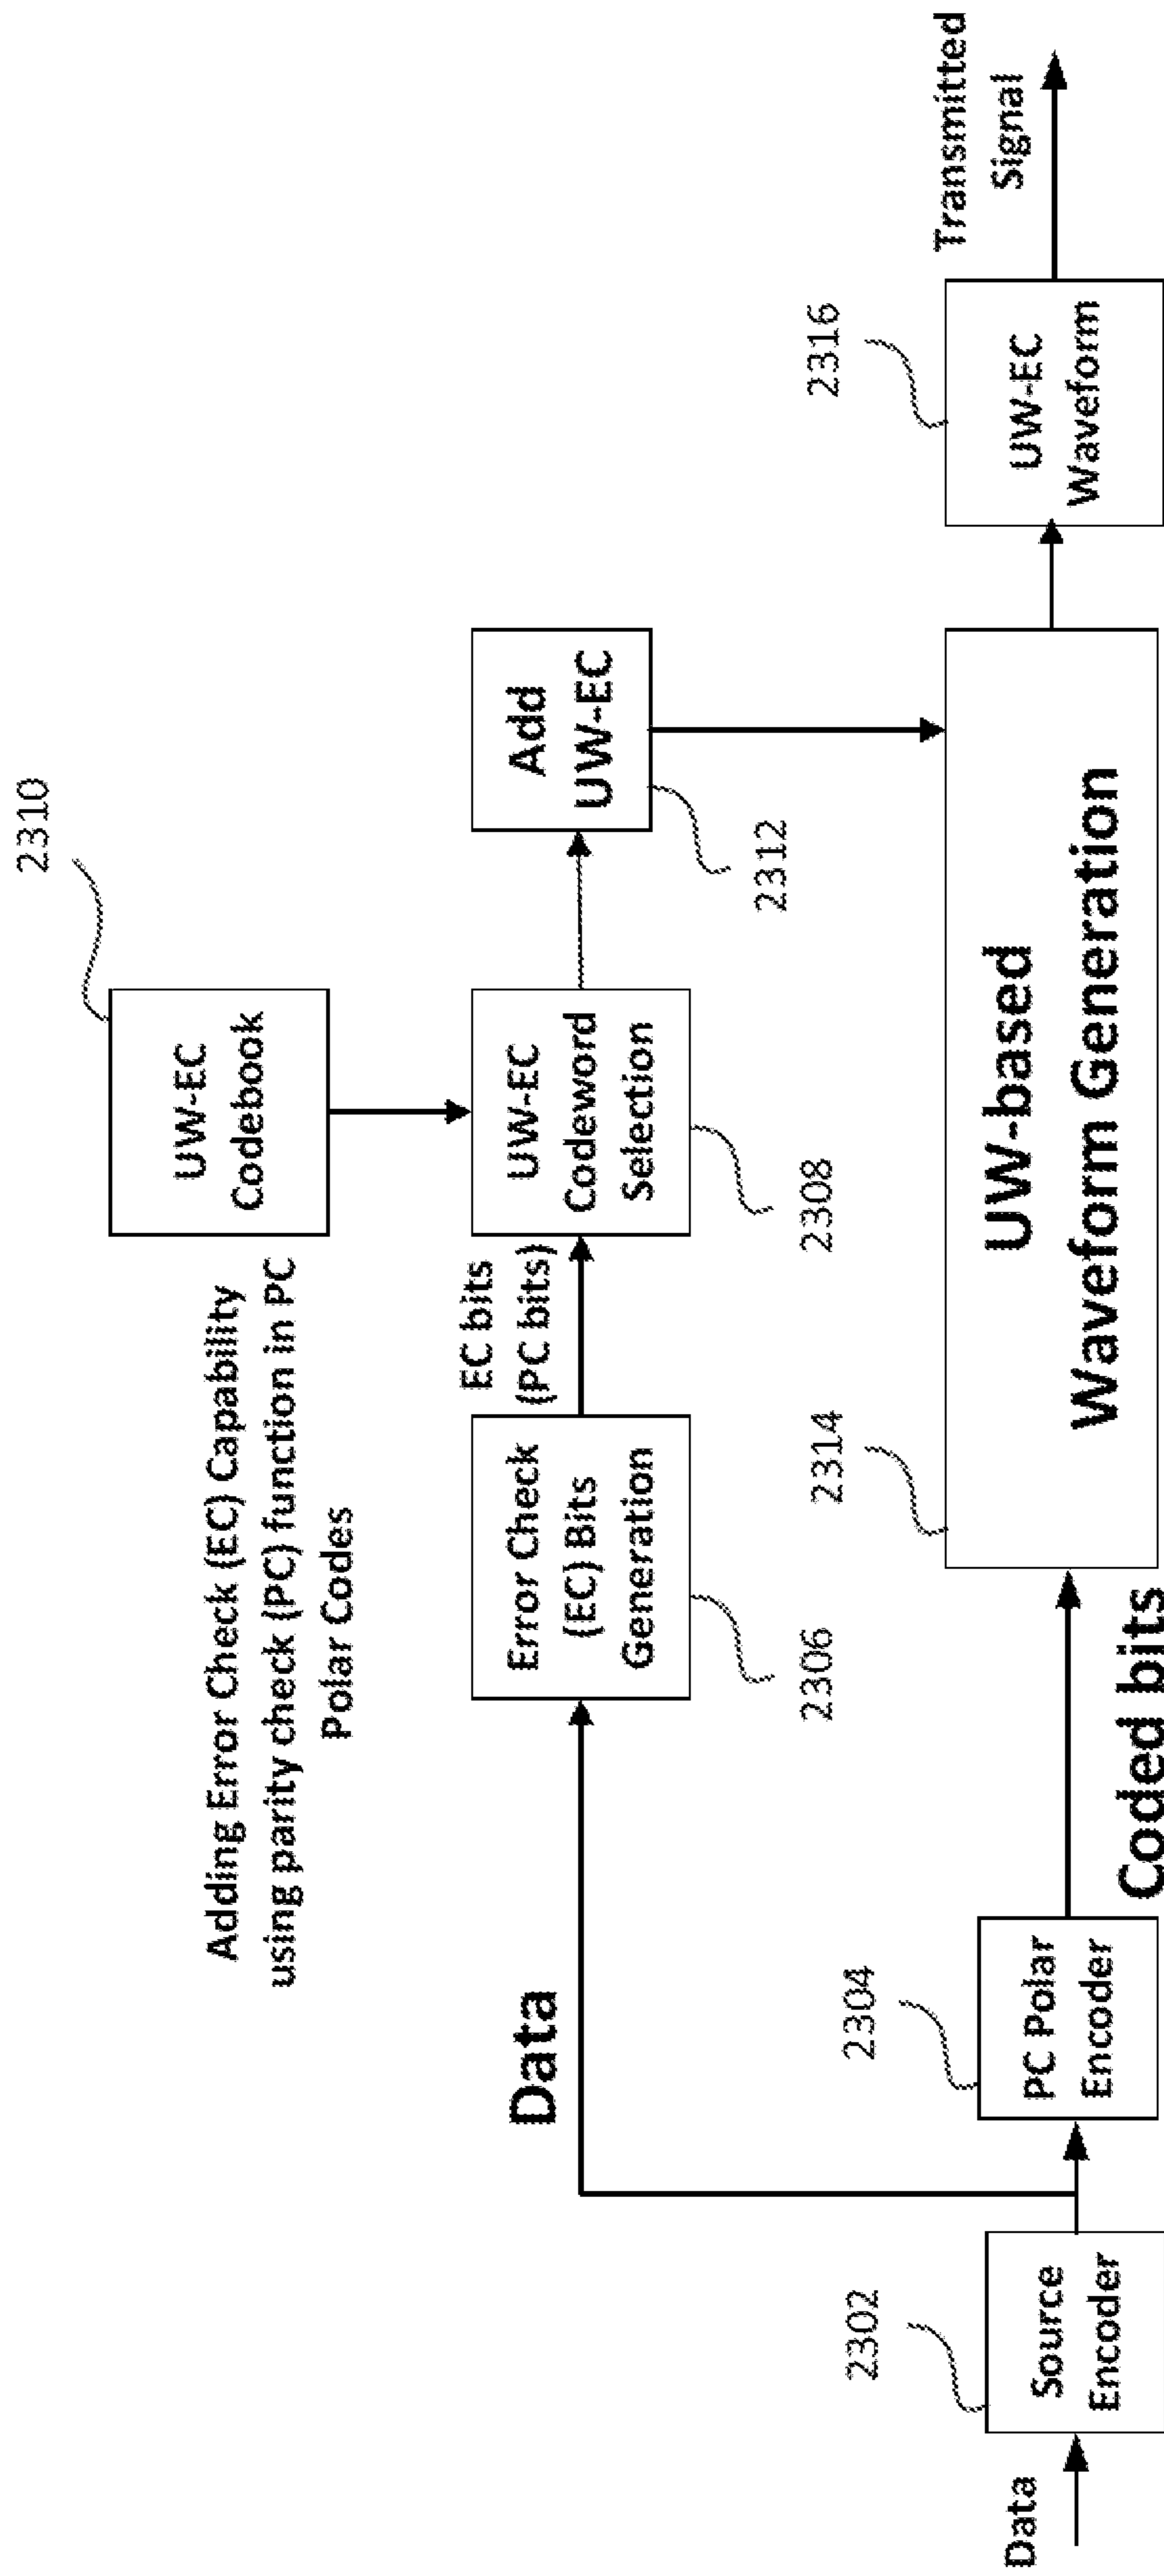 2310
UW-EC
Codebook
Adding Error Check (EC) Capability
using parity check (PC) function in PC
Polar Codes
Data
Error Check
(EC) Bits
Generation
2306
EC bits
(PC bits)
UW-EC
Codeword
Selection
2308
Add
UW-EC
2312
Data
Source
Encoder
2302
PC Polar
Encoder
2304
Coded bits
UW-based
Waveform Generation
2314
UW-EC
Waveform
2316
Transmitted
Signal